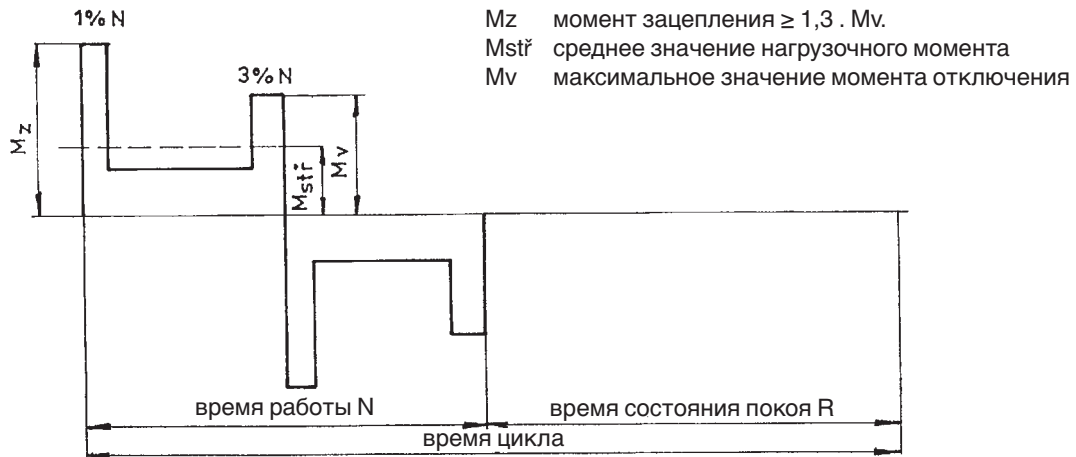 1% N
Mz момент зацепления ≥ 1,3 . Mv.
Mstř среднее значение нагрузочного момента
Mv максимальное значение момента отключения
3% N
Mz
Mstř
Mv
время работы N
время состояния покоя R
время цикла